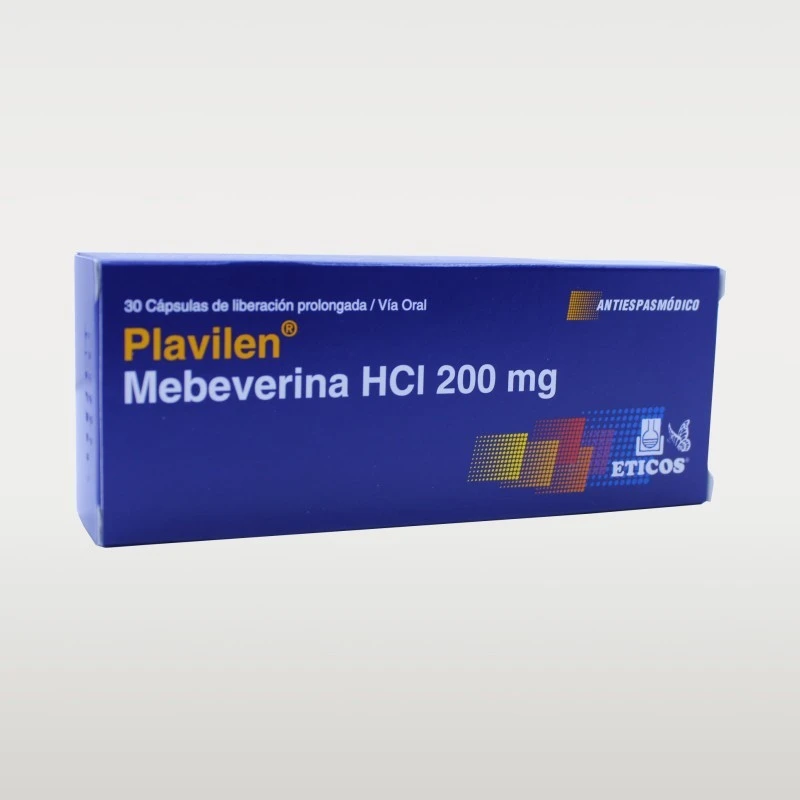 30 Cápsulas de liberación prolongada / Vía Oral
ANTIESPASMÓDICO
Plavilen®
Mebeverina HCl 200 mg
ETICOS®